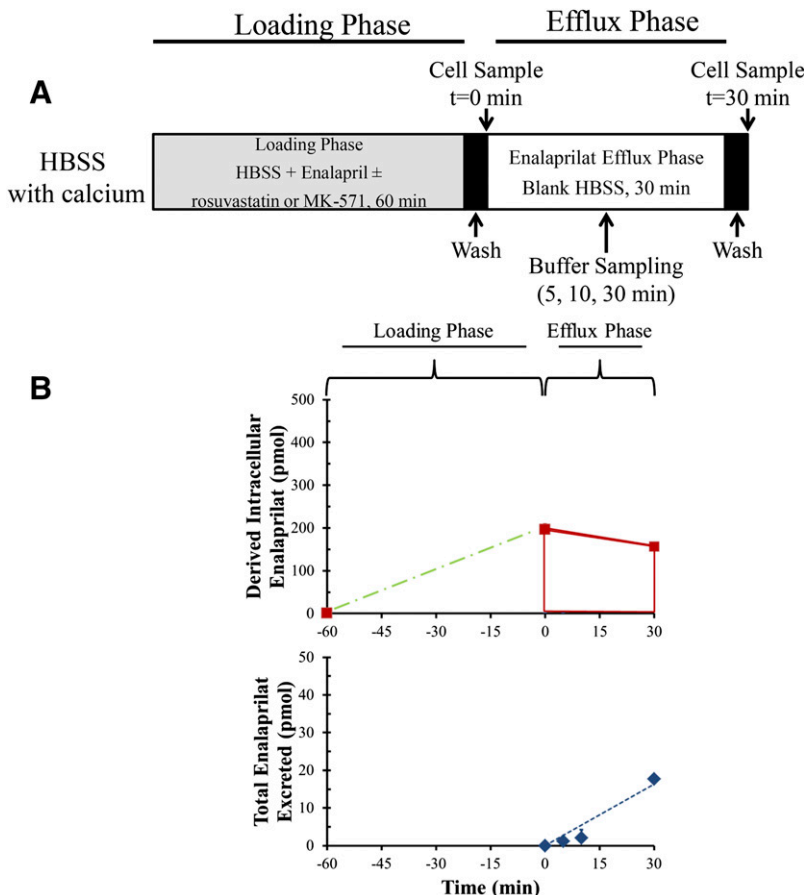 Loading Phase
Efflux Phase
A
Cell Sample
t=0 min
Cell Sample
t=30 min
HBSS
with calcium
Loading Phase
HBSS + Enalapril ±
rosuvastatin or MK-571, 60 min
Enalaprilat Efflux Phase
Blank HBSS, 30 min
Wash
Wash
Buffer Sampling
(5, 10, 30 min)
Loading Phase
Efflux Phase
B
Derived Intracellular
Enalaprilat (pmol)
500
400
300
200
100
0
-60 -45 -30 -15 0 15 30
Total Enalaprilat
Excreted (pmol)
50
40
30
20
10
0
-60 -45 -30 -15 0 15 30
Time (min)